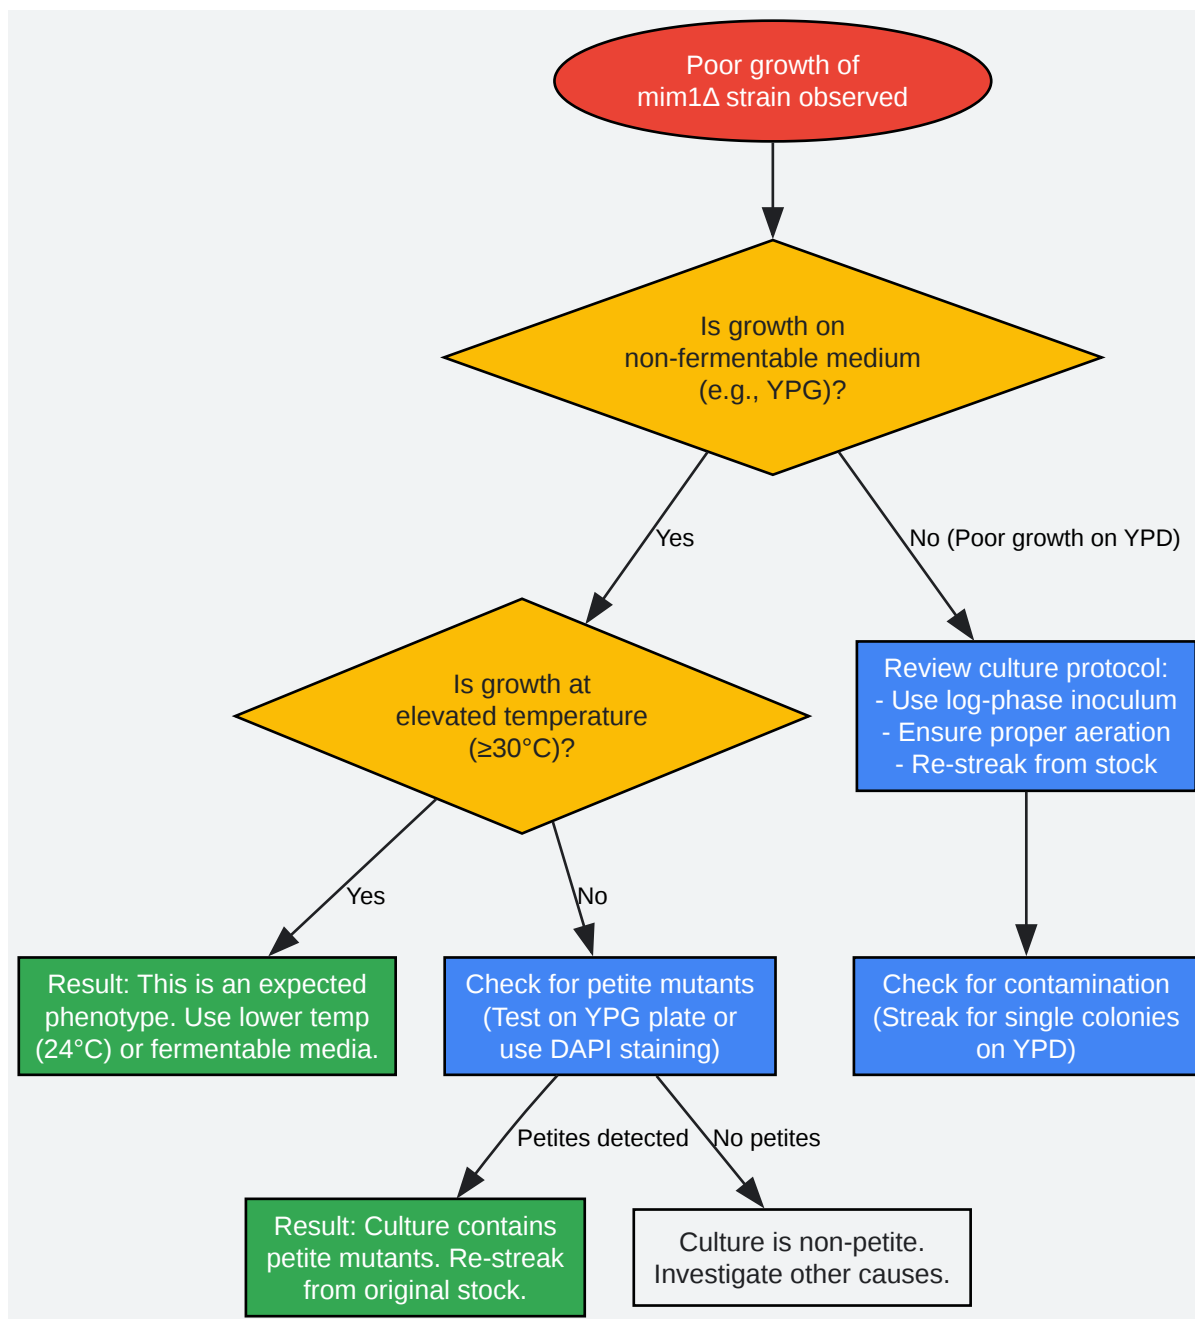 Poor growth of
mim1Δ strain observed
Is growth on
non-fermentable medium
(e.g., YPG)?
Yes
No (Poor growth on YPD)
Is growth at
elevated temperature
(≥30°C)?
Review culture protocol:
- Use log-phase inoculum
- Ensure proper aeration
- Re-streak from stock
Yes
No
Result: This is an expected
phenotype. Use lower temp
(24°C) or fermentable media.
Check for petite mutants
(Test on YPG plate or
use DAPI staining)
Check for contamination
(Streak for single colonies
on YPD)
Petites detected
No petites
Result: Culture contains
petite mutants. Re-streak
from original stock.
Culture is non-petite.
Investigate other causes.